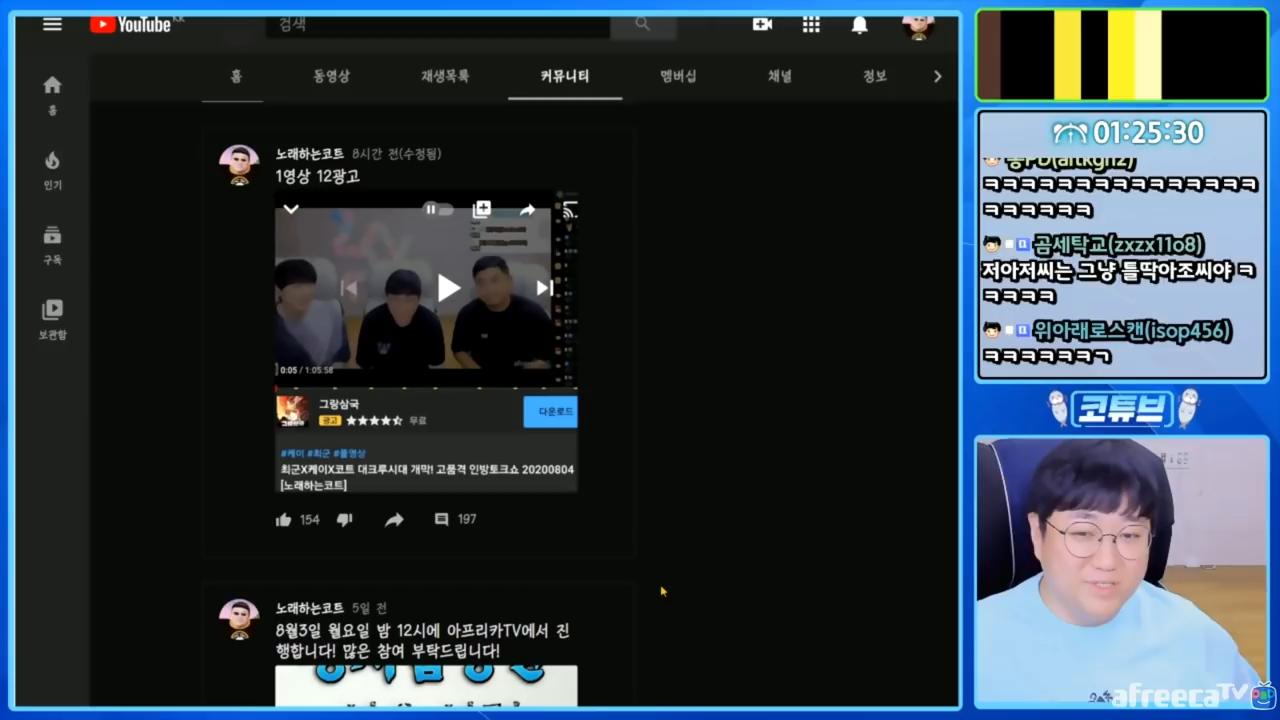 YouTube KR
검색
홈
동영상
재생목록
커뮤니티
멤버십
채널
정보
홈
인기
구독
보관함
노래하는코트 8시간 전(수정됨)
1영상 12광고
0:05 / 1:05:58
그랑삼국
광고 무료
다운로드
#케이 #최군 #풀영상
최군X케이X코트 대크루시대 개막! 고품격 인방토크쇼 20200804
[노래하는코트]
154
197
노래하는코트 5일 전
8월3일 월요일 밤 12시에 아프리카TV에서 진
행합니다! 많은 참여 부탁드립니다!
01:25:30
ㅋㅋㅋㅋㅋㅋㅋㅋㅋㅋㅋㅋㅋㅋㅋ
ㅋㅋㅋㅋㅋㅋ
곰세탁교(zxzx11o8)
저아저씨는 그냥 틀딱아조씨야 ㅋ
ㅋㅋㅋㅋ
위아래로스캔(isop456)
ㅋㅋㅋㅋㅋㅋㄱ
코튜브
afreecaTV